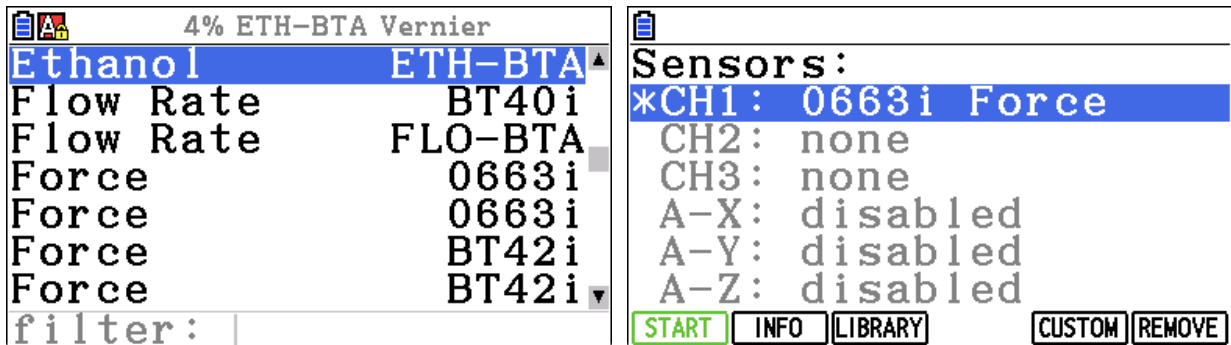 4% ETH-BTA Vernier
Ethanol ETH-BTA
Flow Rate BT40i
Flow Rate FLO-BTA
Force 0663i
Force 0663i
Force BT42i
Force BT42i
filter:
Sensors:
*CH1: 0663i Force
CH2: none
CH3: none
A-X: disabled
A-Y: disabled
A-Z: disabled
START INFO LIBRARY CUSTOM REMOVE